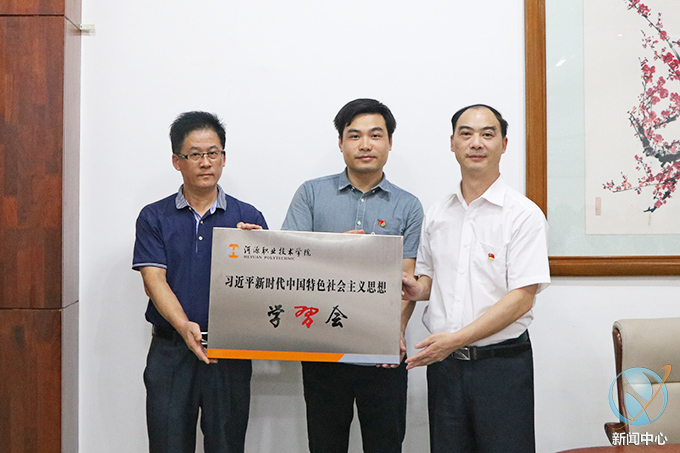 河源职业技术学院
HEYUAN POLYTECHNIC
习近平新时代中国特色社会主义思想
学习会
新闻中心